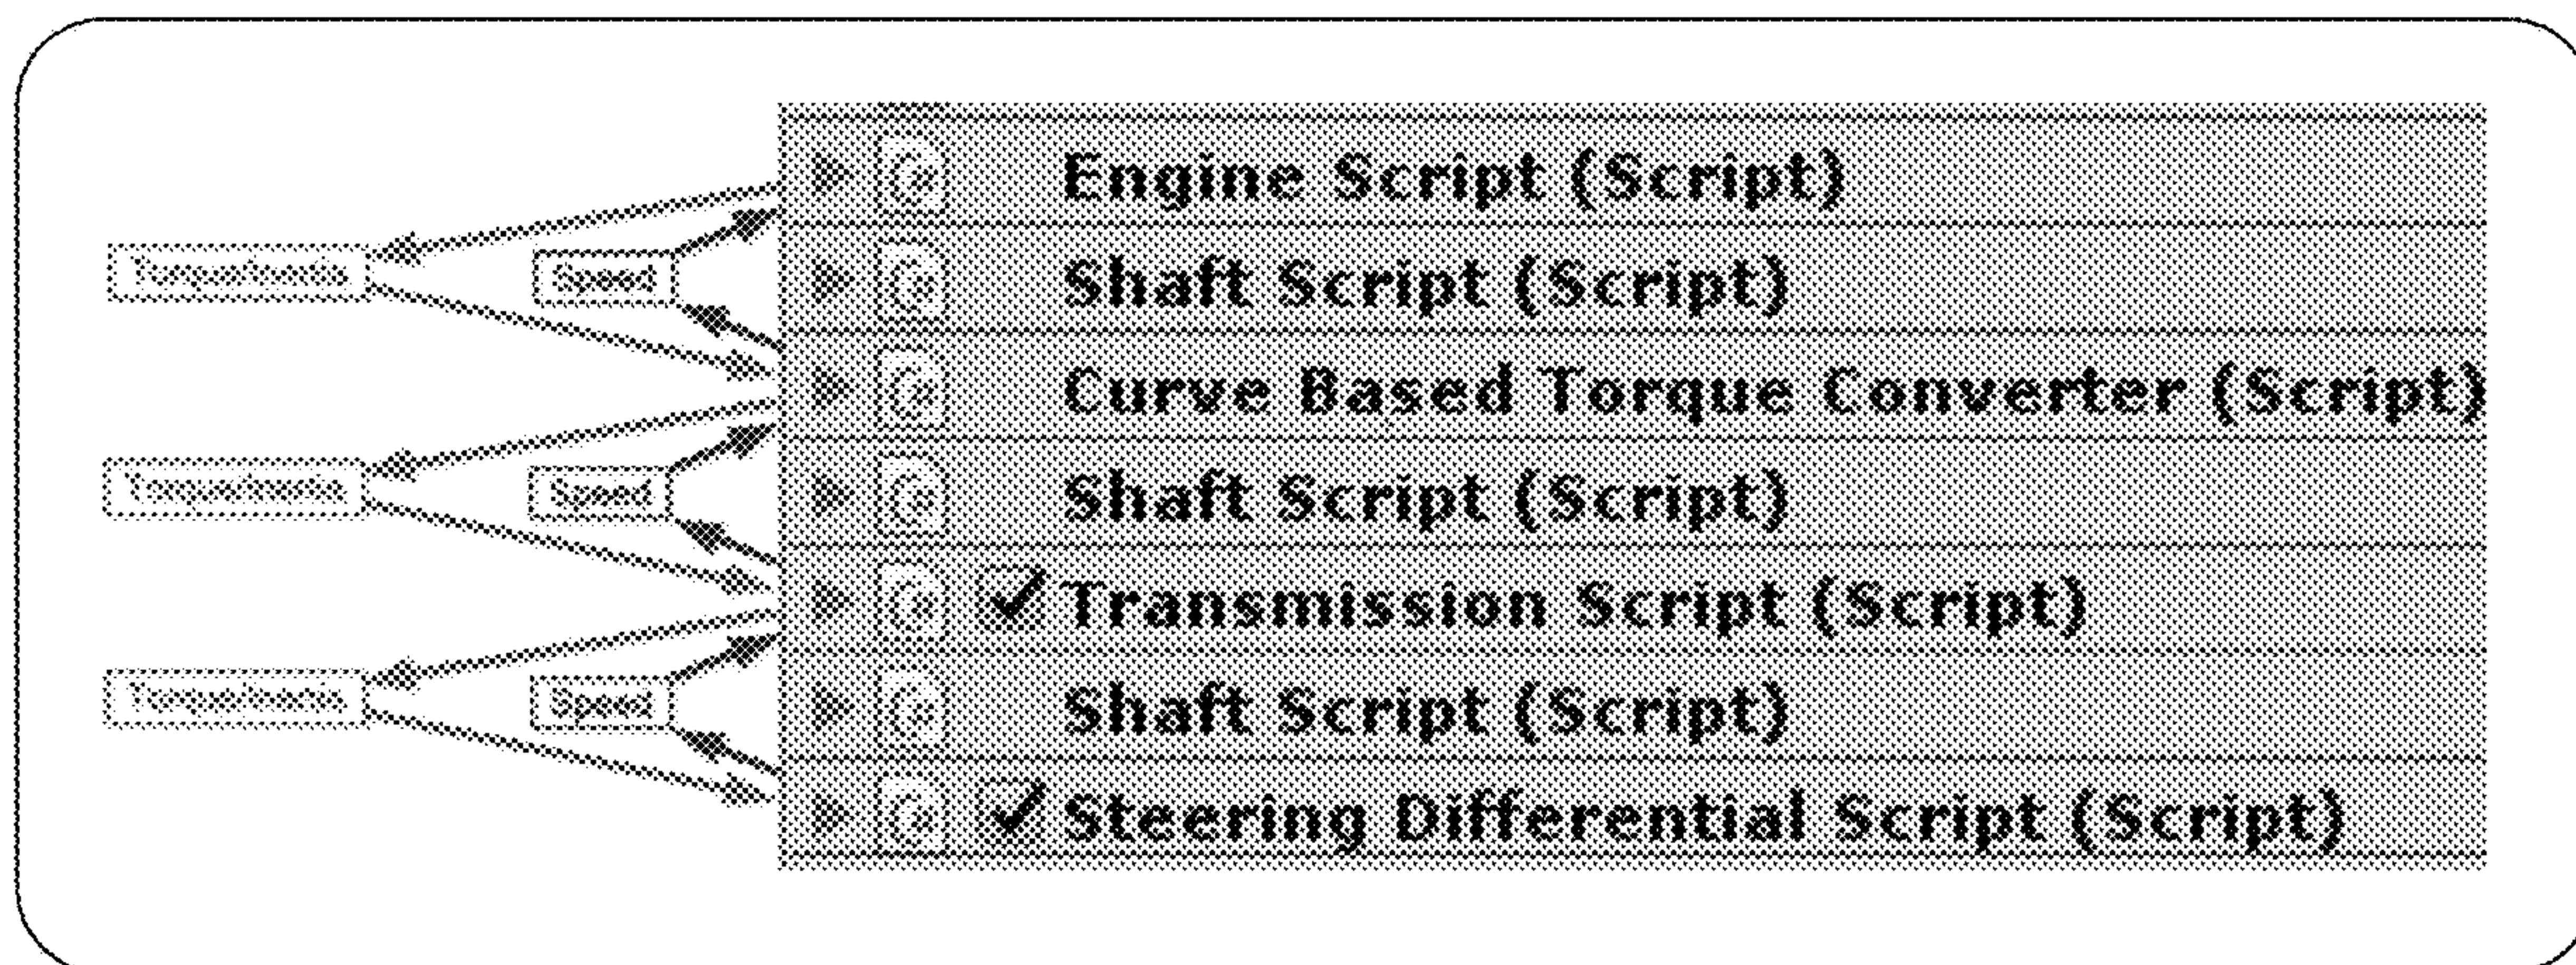 Engine Script (Script)
Speed
Shaft Script (Script)
Curve Based Torque Converter (Script)
Speed
Shaft Script (Script)
Transmission Script (Script)
Speed
Shaft Script (Script)
Steering Differential Script (Script)